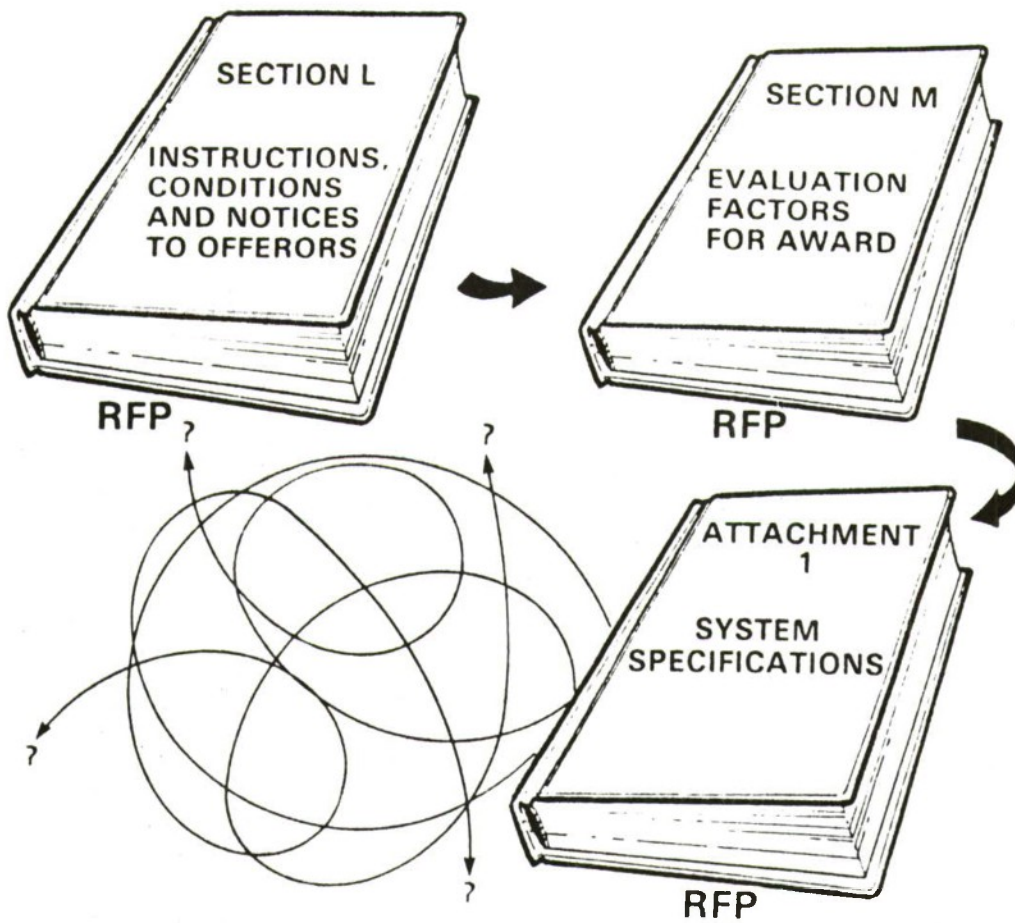 SECTION L
INSTRUCTIONS,
CONDITIONS
AND NOTICES
TO OFFERORS
RFP
SECTION M
EVALUATION
FACTORS
FOR AWARD
RFP
?
?
?
?
ATTACHMENT
1
SYSTEM
SPECIFICATIONS
RFP